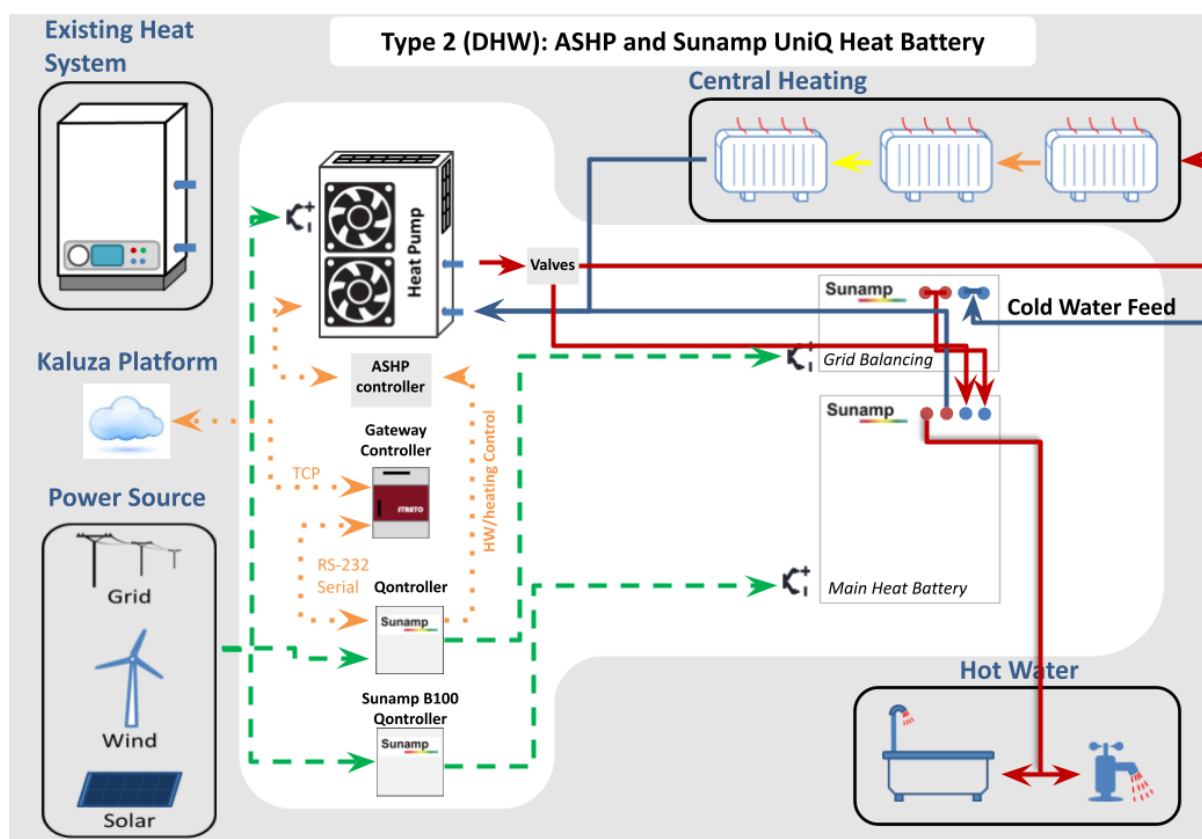 Existing Heat
System
Type 2 (DHW): ASHP and Sunamp UniQ Heat Battery
Central Heating
Heat Pump
Valves
Sunamp
Cold Water Feed
Grid Balancing
ASHP
controller
Kaluza Platform
Sunamp
Gateway
Controller
TCP
STRATO
HW/heating Control
Power Source
RS-232
Serial
Qontroller
Main Heat Battery
Grid
Sunamp
Hot Water
Sunamp B100
Qontroller
Wind
Sunamp
Solar